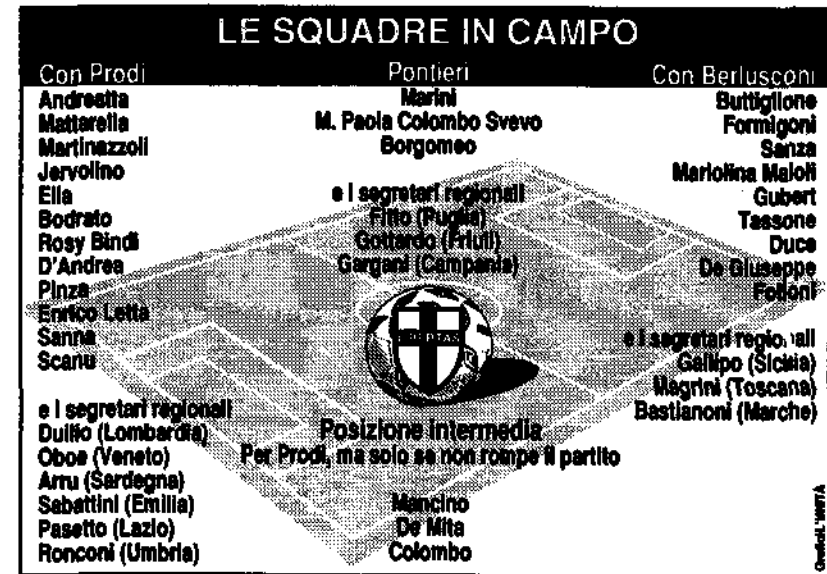 LE SQUADRE IN CAMPO
Con Prodi
Andreatta
Mattarella
Martinazzoli
Jervolino
Elia
Bodrato
Rosy Bindi
D'Andrea
Pinza
Enrico Letta
Sanna
Scanu
e i segretari regionali
Duilio (Lombardia)
Oboe (Veneto)
Arru (Sardegna)
Sabattini (Emilia)
Pasetto (Lazio)
Ronconi (Umbria)
Pontieri
Marini
M. Paola Colombo Svevo
Borgomeo
e i segretari regionali
Fitto (Puglia)
Gottardo (Friuli)
Gargani (Campania)
LIBERTAS
Posizione intermedia
Per Prodi, ma solo se non rompe il partito
Mancino
De Mita
Colombo
Con Berlusconi
Buttiglione
Formigoni
Sanza
Mariolina Moioli
Gubert
Tassone
Duce
De Giuseppe
Folloni
e i segretari regionali
Gallipo (Sicilia)
Magrini (Toscana)
Bastianoni (Marche)